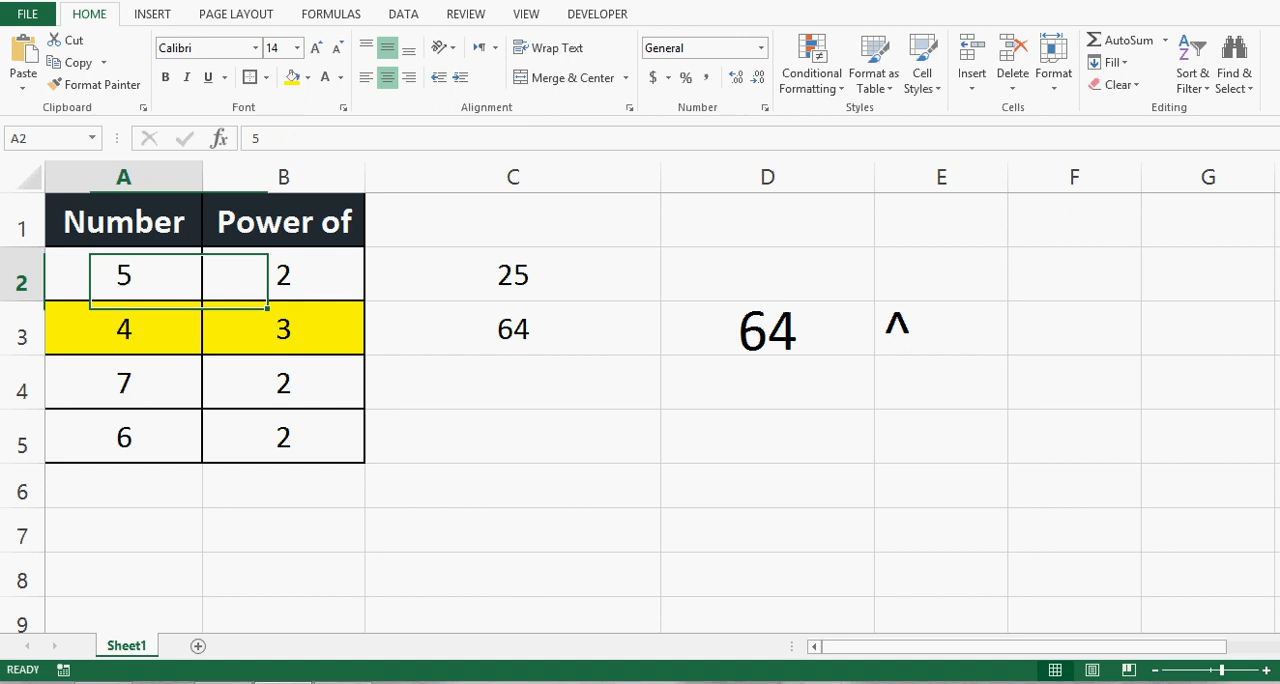 FILE HOME INSERT PAGE LAYOUT FORMULAS DATA REVIEW VIEW DEVELOPER
Paste
Cut
Copy
Format Painter
Clipboard
Calibri 14 A A
B I U A
Font
Wrap Text
Merge & Center
Alignment
General
$ % , .00 .0
Number
Conditional Formatting
Format as Table
Cell Styles
Styles
Insert
Delete
Format
Cells
AutoSum
Fill
Clear
Sort & Filter
Find & Select
Editing
A2 fx 5
A B C D E F G
1 Number Power of
2 5 2 25
3 4 3 64 64 ^
4 7 2
5 6 2
6
7
8
9
Sheet1
READY